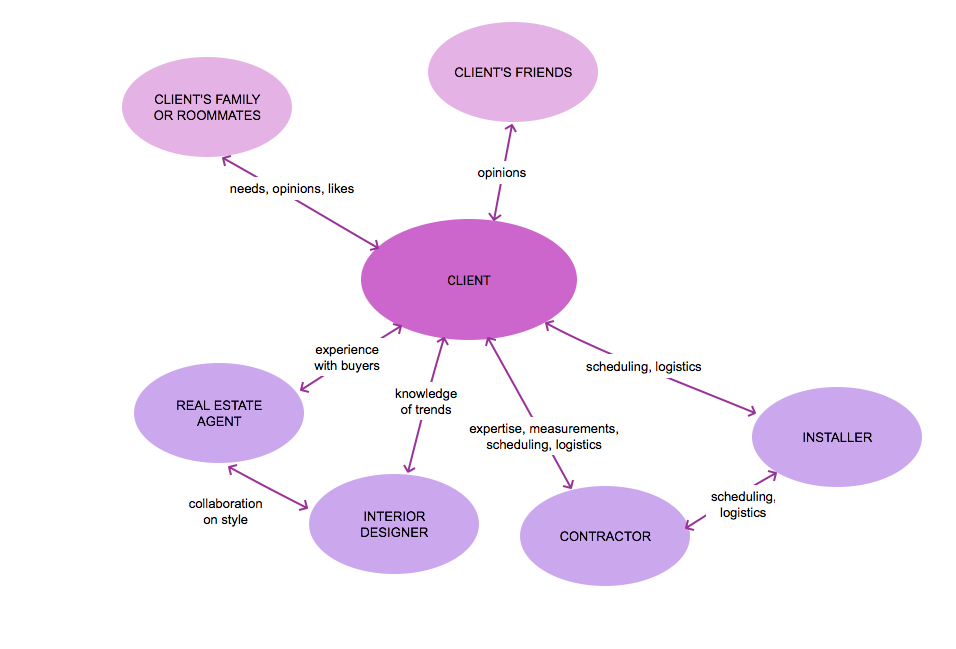 CLIENT'S FRIENDS
CLIENT'S FAMILY
OR ROOMMATES
opinions
needs, opinions, likes
CLIENT
experience
with buyers
scheduling, logistics
knowledge
of trends
REAL ESTATE
AGENT
expertise, measurements,
scheduling, logistics
INSTALLER
collaboration
on style
scheduling,
logistics
INTERIOR
DESIGNER
CONTRACTOR